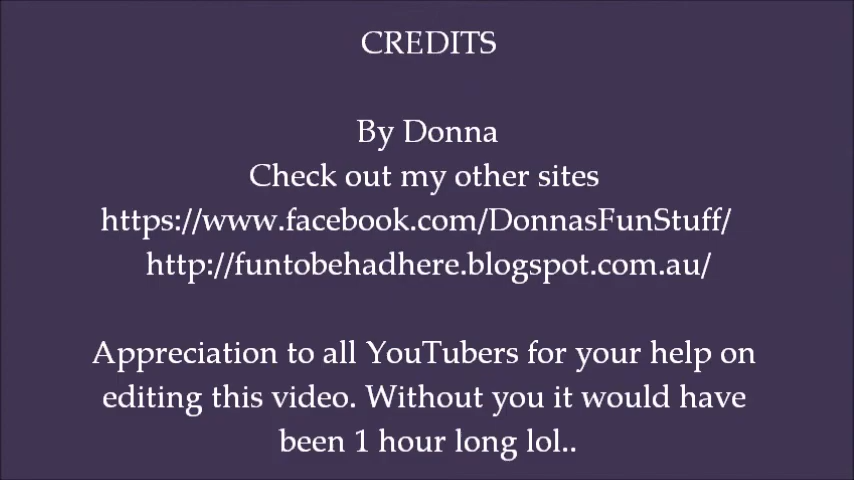 CREDITS
By Donna
Check out my other sites
https://www.facebook.com/DonnasFunStuff/
http://funtobehadhere.blogspot.com.au/
Appreciation to all YouTubers for your help on
editing this video. Without you it would have
been 1 hour long lol..